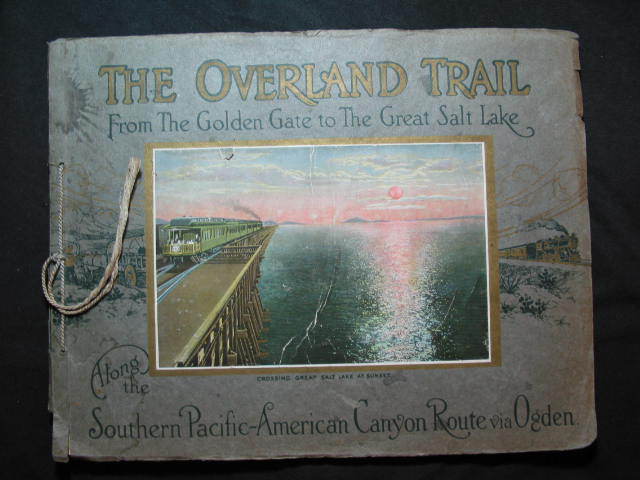 THE OVERLAND TRAIL
From The Golden Gate to The Great Salt Lake
CROSSING GREAT SALT LAKE AT SUNSET
Along
the
Southern Pacific-American Canyon Route via Ogden.